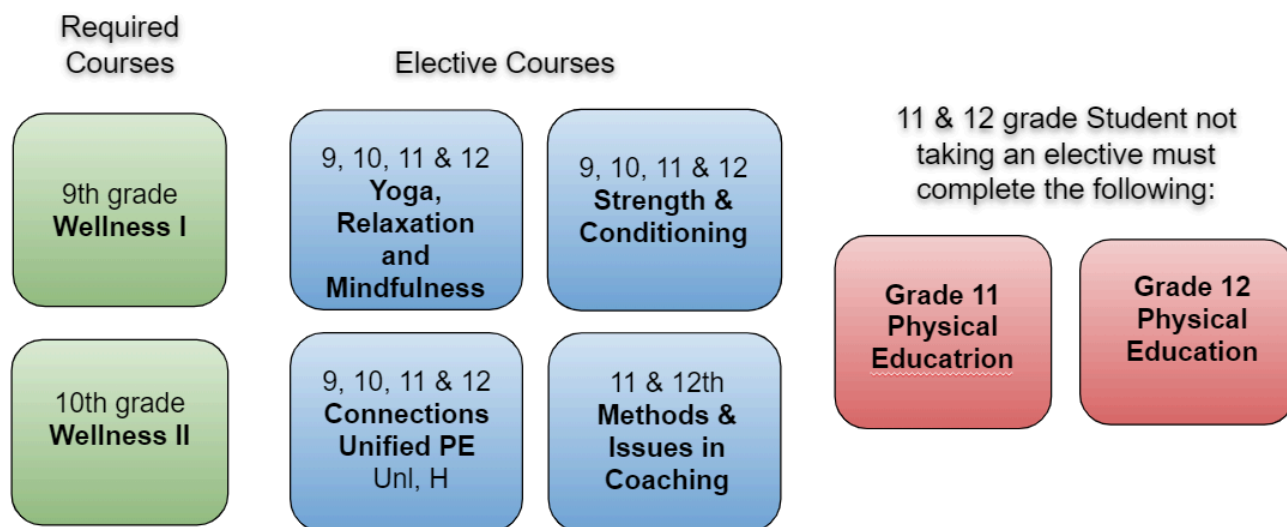 Required
Courses
Elective Courses
9th grade
Wellness I
10th grade
Wellness II
9, 10, 11 & 12
Yoga,
Relaxation
and
Mindfulness
9, 10, 11 & 12
Strength &
Conditioning
9, 10, 11 & 12
Connections
Unified PE
Unl, H
11 & 12th
Methods &
Issues in
Coaching
11 & 12 grade Student not
taking an elective must
complete the following:
Grade 11
Physical
Educatrion
Grade 12
Physical
Education